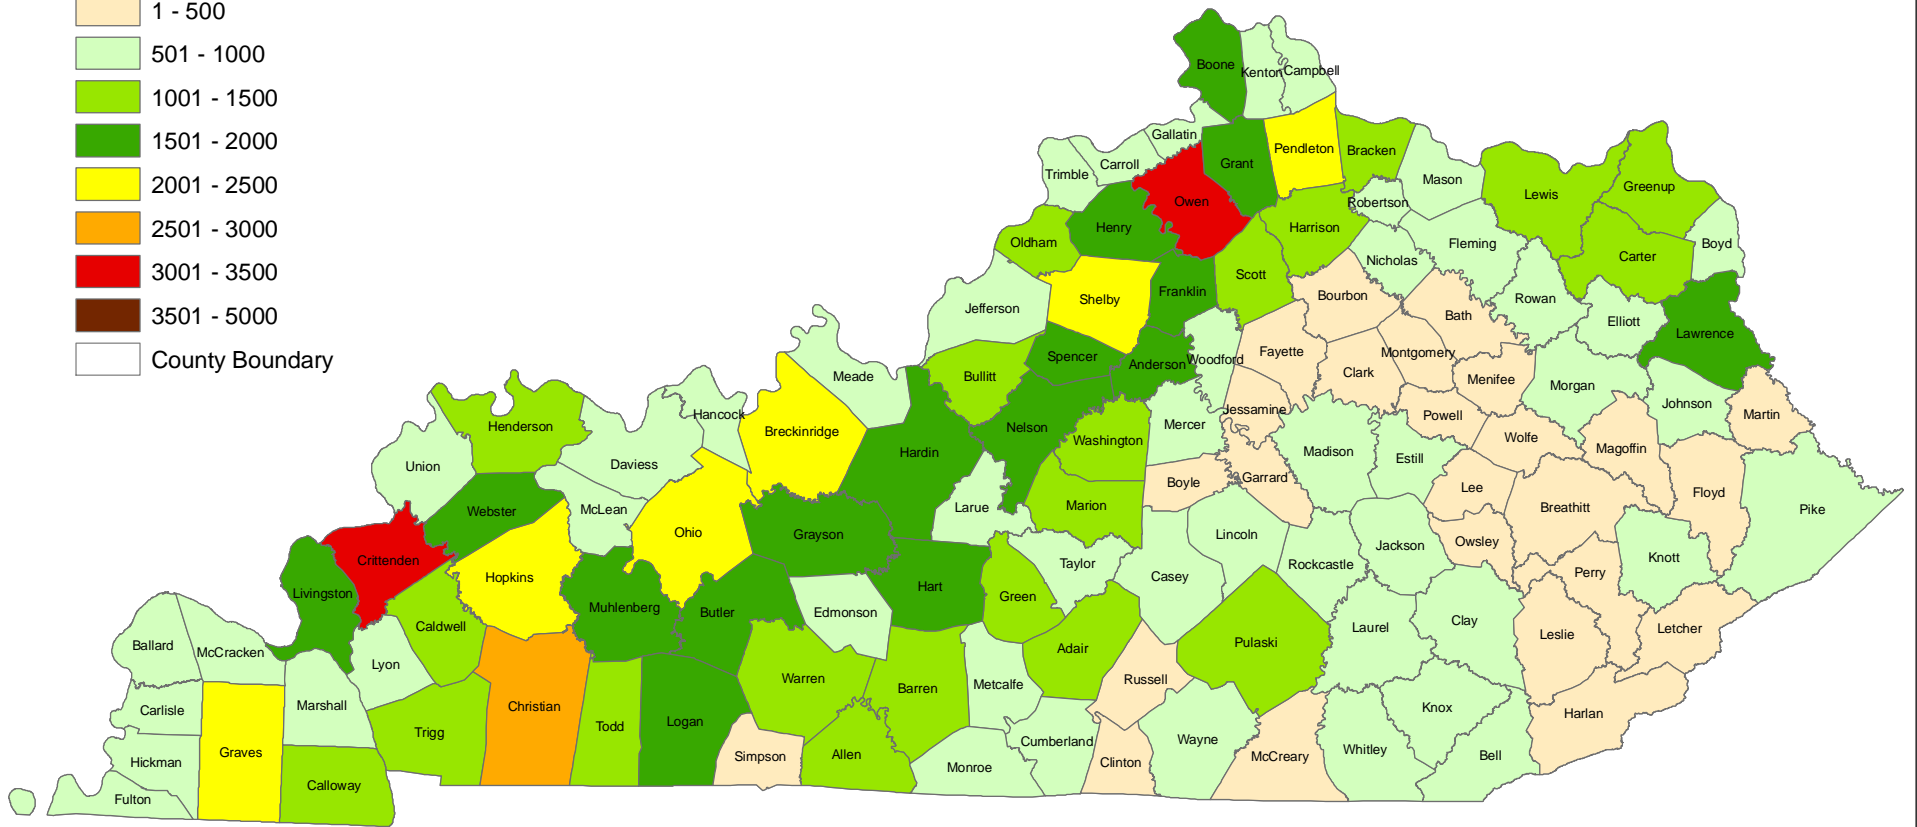 1 - 500
501 - 1000
1001 - 1500
1501 - 2000
2001 - 2500
2501 - 3000
3001 - 3500
3501 - 5000
County Boundary
Boone
Kenton
Campbell
Gallatin
Carroll
Trimble
Grant
Pendleton
Bracken
Mason
Lewis
Greenup
Owen
Robertson
Henry
Harrison
Oldham
Fleming
Boyd
Carter
Nicholas
Scott
Shelby
Franklin
Bourbon
Rowan
Jefferson
Bath
Elliott
Lawrence
Spencer
Anderson
Woodford
Fayette
Montgomery
Clark
Menifee
Morgan
Meade
Bullitt
Johnson
Martin
Hancock
Jessamine
Powell
Henderson
Breckinridge
Nelson
Washington
Mercer
Wolfe
Magoffin
Union
Daviess
Hardin
Madison
Estill
Garrard
Boyle
Lee
Floyd
Webster
McLean
Larue
Marion
Breathitt
Pike
Crittenden
Ohio
Grayson
Lincoln
Jackson
Owsley
Hopkins
Taylor
Casey
Rockcastle
Knott
Perry
Livingston
Muhlenberg
Butler
Edmonson
Hart
Green
Caldwell
Pulaski
Laurel
Clay
Leslie
Letcher
Ballard
McCracken
Lyon
Adair
Warren
Barren
Metcalfe
Russell
Carlisle
Marshall
Christian
Todd
Logan
Knox
Harlan
Trigg
Graves
Hickman
Simpson
Allen
Monroe
Cumberland
Clinton
Wayne
McCreary
Whitley
Bell
Calloway
Fulton